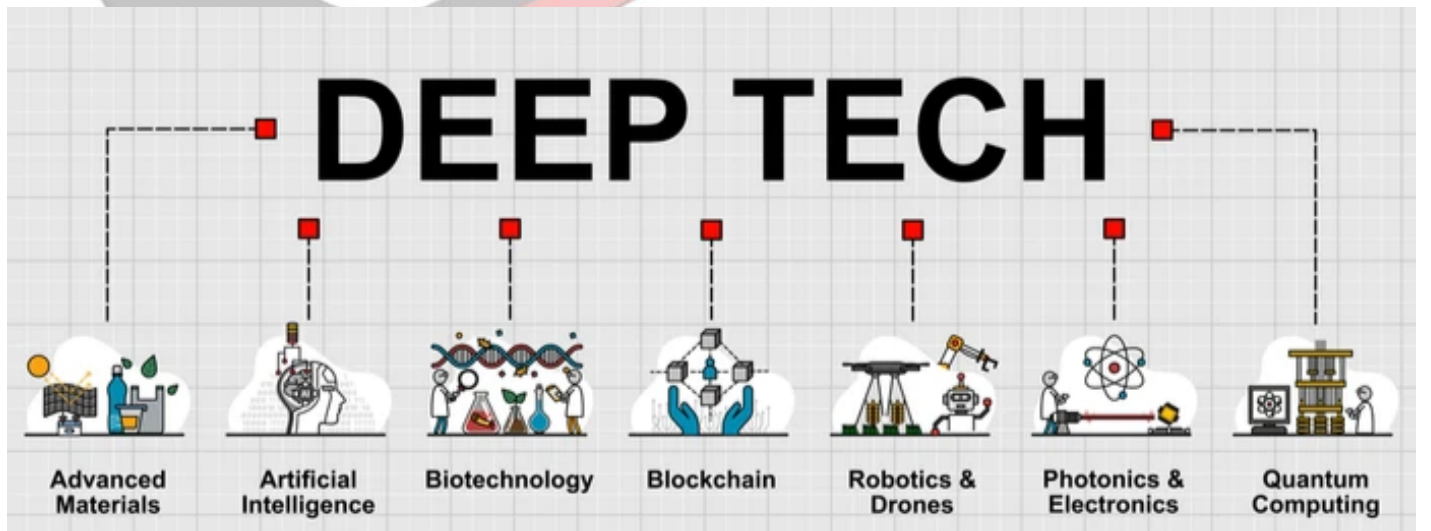 DEEP TECH
Advanced
Materials
Artificial
Intelligence
Biotechnology
Blockchain
Robotics &
Drones
Photonics &
Electronics
Quantum
Computing